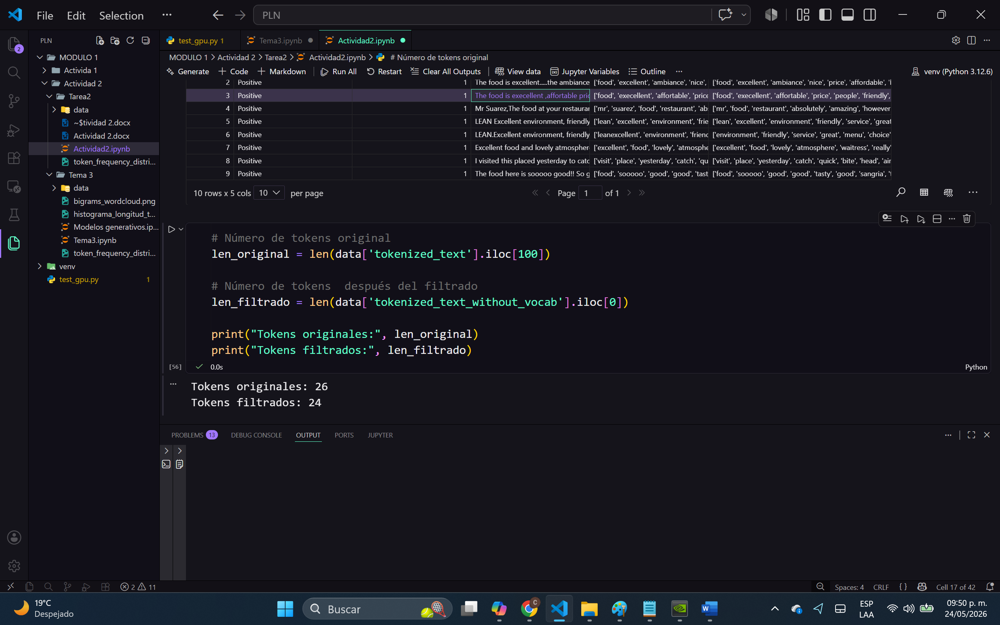 File Edit Selection ···
PLN
PLN
test_gpu.py 1
Tema3.ipynb
Actividad2.ipynb
MODULO 1 > Actividad 2 > Tarea2 > Actividad2.ipynb > # Número de tokens original
Generate + Code + Markdown Run All Restart Clear All Outputs View data Jupyter Variables Outline ···
venv (Python 3.12.6)
2
MODULO 1
Activida 1
Actividad 2
Tarea2
data
~$tividad 2.docx
Actividad 2.docx
Actividad2.ipynb
token_frequency_distri...
Tema 3
data
bigrams_wordcloud.png
histograma_longitud_t...
Modelos generativos.ip...
Tema3.ipynb
token_frequency_distri...
venv
test_gpu.py 1
2 Positive 1 The food is excellent.....the ambiance ['food', 'excellent', 'ambiance', 'nice', ['food', 'excellent', 'ambiance', 'nice', 'price', 'affordable',
3 Positive 1 The food is execellent ,affortable pric ['food', 'execellent', 'affortable', 'price ['food', 'execellent', 'affortable', 'price', 'people', 'friendly',
4 Positive 1 Mr Suarez,The food at your restaurar ['mr', 'suarez', 'food', 'restaurant', 'ab ['mr', 'food', 'restaurant', 'absolutely', 'amazing', 'however
5 Positive 1 LEAN Excellent environment, friendly ['lean', 'excellent', 'environment', 'frie ['lean', 'excellent', 'environment', 'friendly', 'service', 'great
6 Positive 1 LEAN.Excellent environment, friendly ['leanexcellent', 'environment', 'frienc ['environment', 'friendly', 'service', 'great', 'menu', 'choice'
7 Positive 1 Excellent food and lovely atmospher ['excellent', 'food', 'lovely', 'atmosphe ['excellent', 'food', 'lovely', 'atmosphere', 'waitress', 'really'
8 Positive 1 I visited this placed yesterday to catc ['visit', 'place', 'yesterday', 'catch', 'qu ['visit', 'place', 'yesterday', 'catch', 'quick', 'bite', 'head', 'air
9 Positive 1 The food here is sooooo good!! So g ['food', 'sooooo', 'good', 'good', 'tast ['food', 'sooooo', 'good', 'good', 'tasty', 'good', 'sangria',
10 rows x 5 cols 10 per page
Page 1 of 1
# Número de tokens original
len_original = len(data['tokenized_text'].iloc[100])
# Número de tokens  después del filtrado
len_filtrado = len(data['tokenized_text_without_vocab'].iloc[0])
print("Tokens originales:", len_original)
print("Tokens filtrados:", len_filtrado)
[56] 0.0s
Python
Tokens originales: 26
Tokens filtrados: 24
PROBLEMS 13 DEBUG CONSOLE OUTPUT PORTS JUPYTER
2 11
Spaces: 4 CRLF { } Cell 17 of 42
19°C
Despejado
Buscar
ESP
LAA
09:50 p. m.
24/05/2026